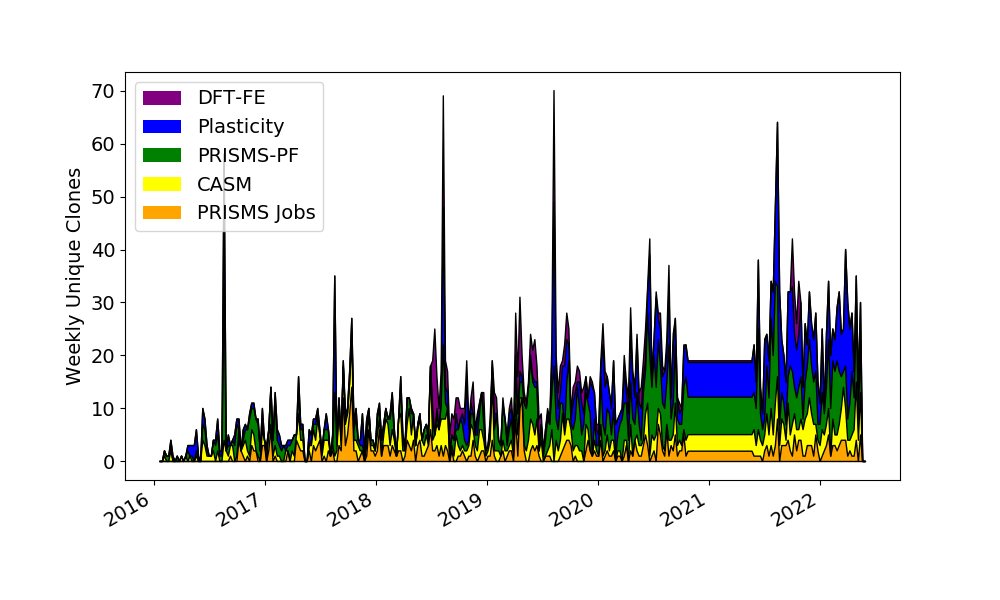 70
60
50
40
30
20
10
0
Weekly Unique Clones
DFT-FE
Plasticity
PRISMS-PF
CASM
PRISMS Jobs
2016
2017
2018
2019
2020
2021
2022